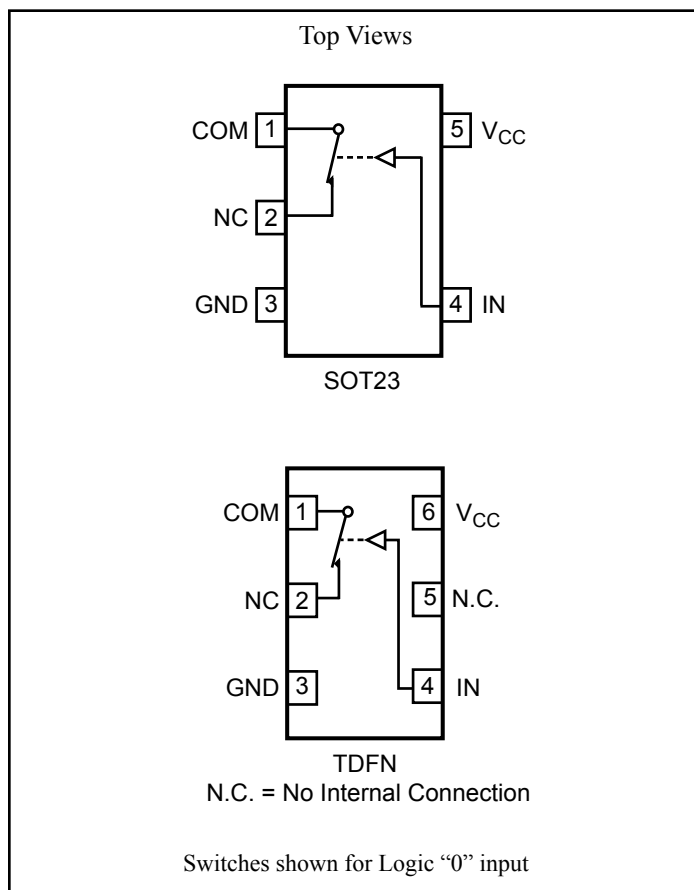 Top Views
COM 1
5 VCC
NC 2
GND 3
4 IN
SOT23
COM 1
6 VCC
NC 2
5 N.C.
GND 3
4 IN
TDFN
N.C. = No Internal Connection
Switches shown for Logic “0” input